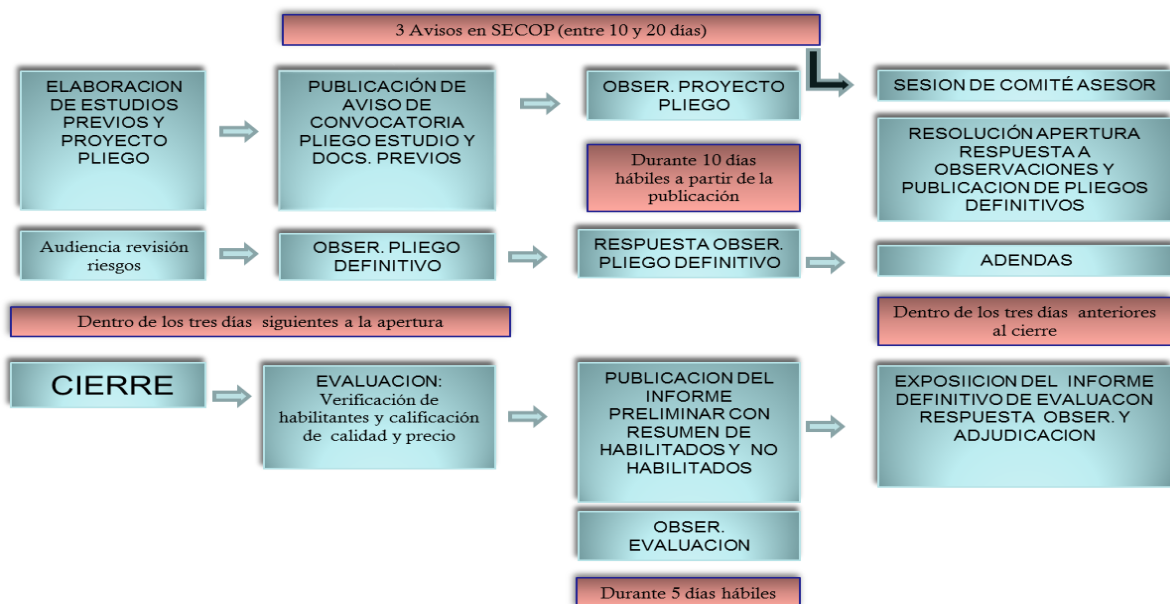 3 Avisos en SECOP (entre 10 y 20 días)
ELABORACION
DE ESTUDIOS
PREVIOS Y
PROYECTO
PLIEGO
PUBLICACIÓN DE
AVISO DE
CONVOCATORIA
PLIEGO ESTUDIO Y
DOCS. PREVIOS
OBSER. PROYECTO
PLIEGO
Durante 10 días
hábiles a partir de la
publicación
SESION DE COMITÉ ASESOR
RESOLUCIÓN APERTURA
RESPUESTA A
OBSERVACIONES Y
PUBLICACION DE PLIEGOS
DEFINITIVOS
Audiencia revisión
riesgos
OBSER. PLIEGO
DEFINITIVO
RESPUESTA OBSER.
PLIEGO DEFINITIVO
ADENDAS
Dentro de los tres días siguientes a la apertura
Dentro de los tres días anteriores
al cierre
CIERRE
EVALUACION:
Verificación de
habilitantes y calificación
de calidad y precio
PUBLICACION DEL
INFORME
PRELIMINAR CON
RESUMEN DE
HABILITADOS Y NO
HABILITADOS
EXPOSIICION DEL INFORME
DEFINITIVO DE EVALUACON
RESPUESTA OBSER. Y
ADJUDICACION
OBSER.
EVALUACION
Durante 5 días hábiles